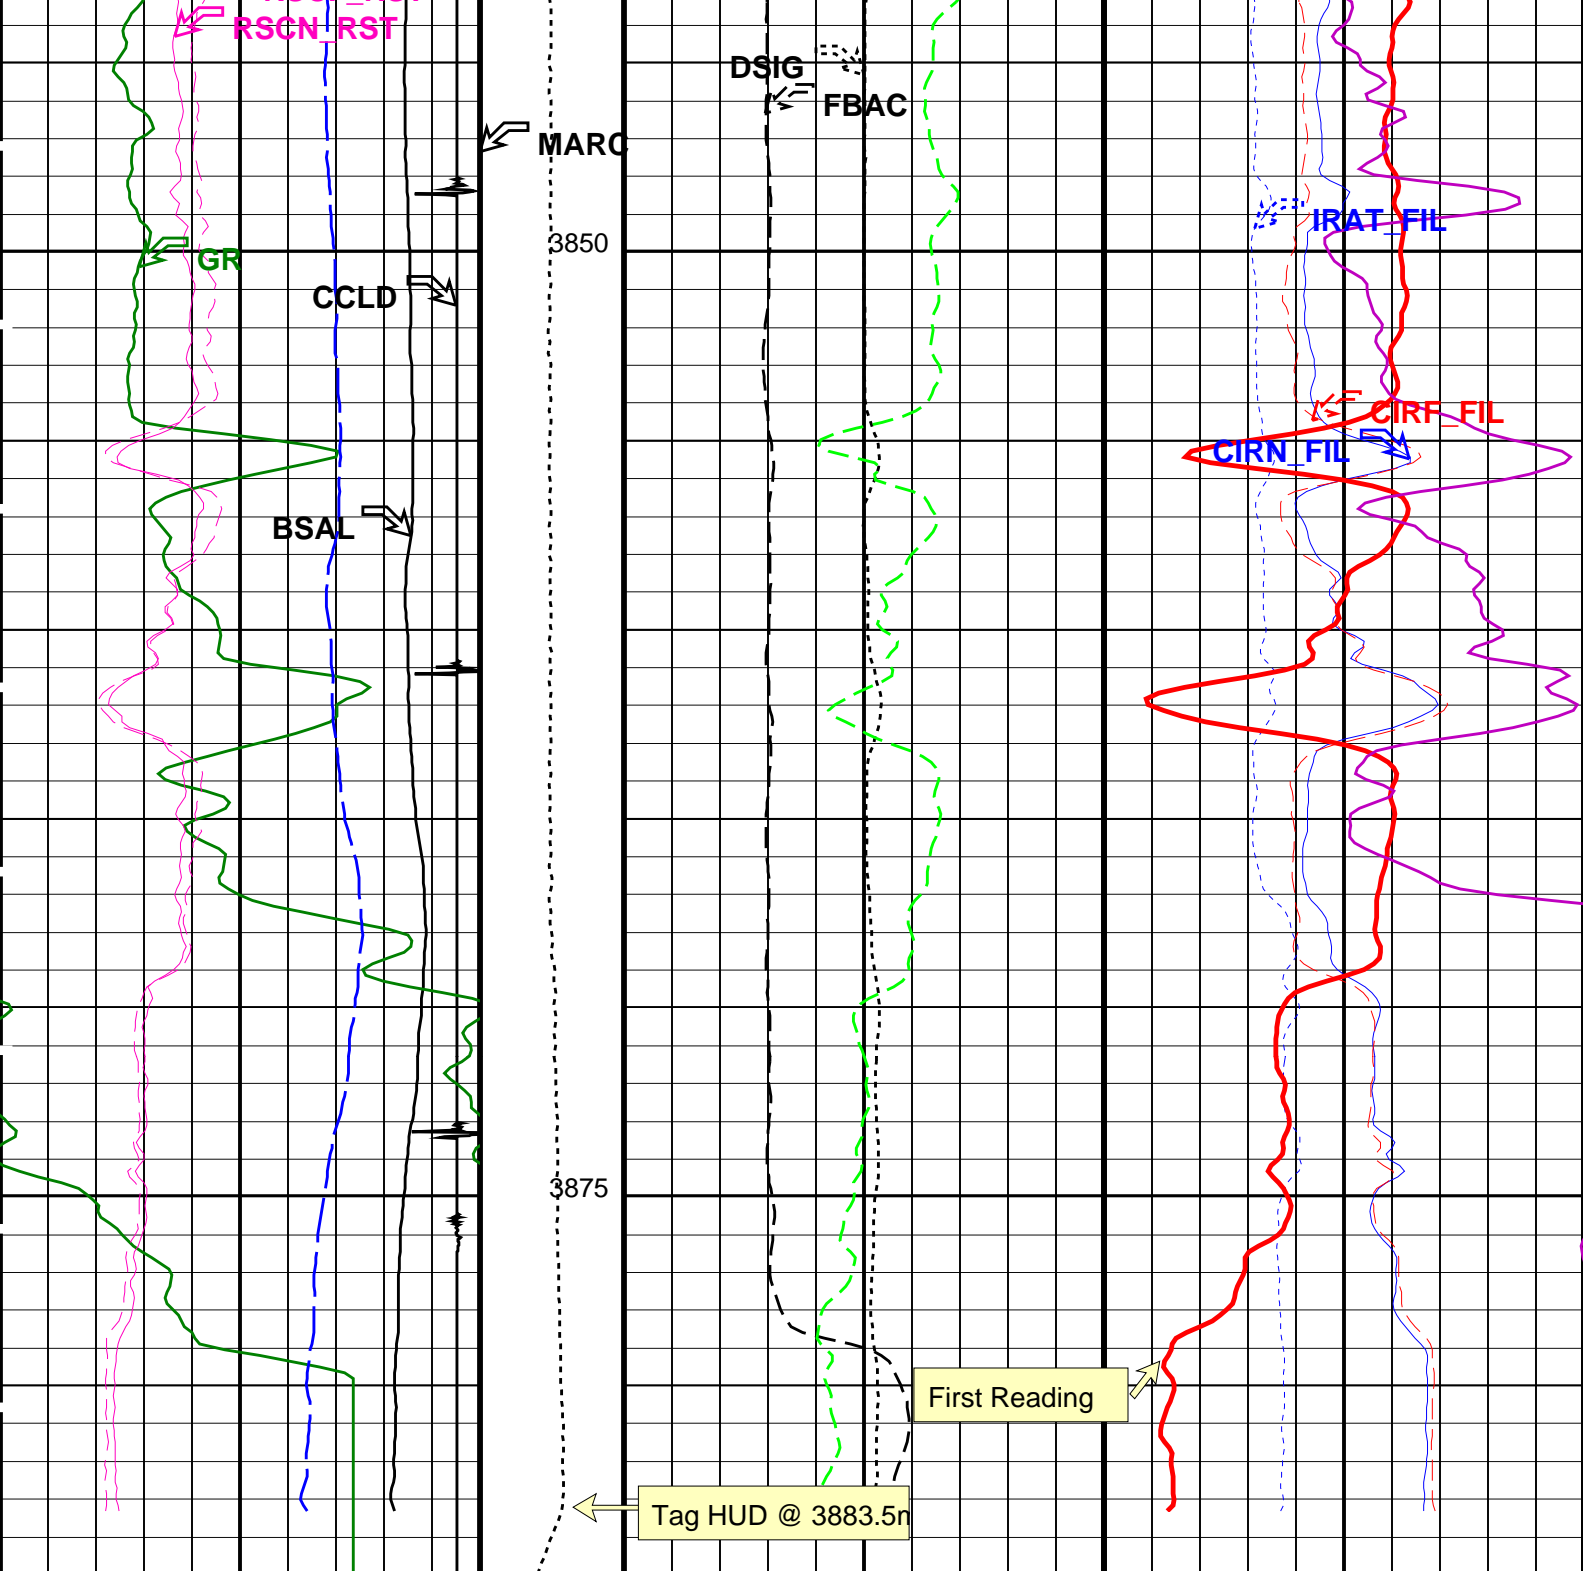 RSCN_RST
DSIG
FBAC
MARC
IRAT_FIL
3850
GR
CCLD
CIRF_FIL
CIRN_FIL
BSAL
3875
First Reading
Tag HUD @ 3883.5m